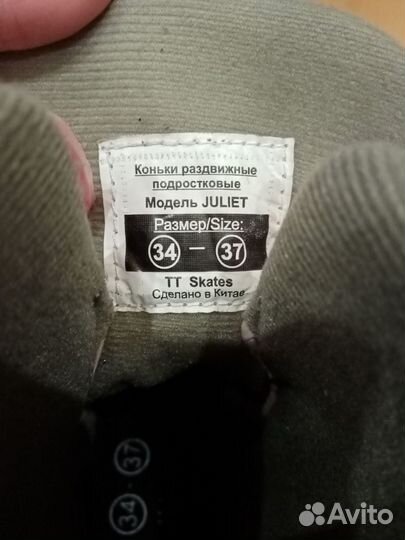 Коньки раздвижные
подростковые
Модель JULIET
Размер/Size:
34 — 37
TT Skates
Сделано в Китае
34 - 37
Avito